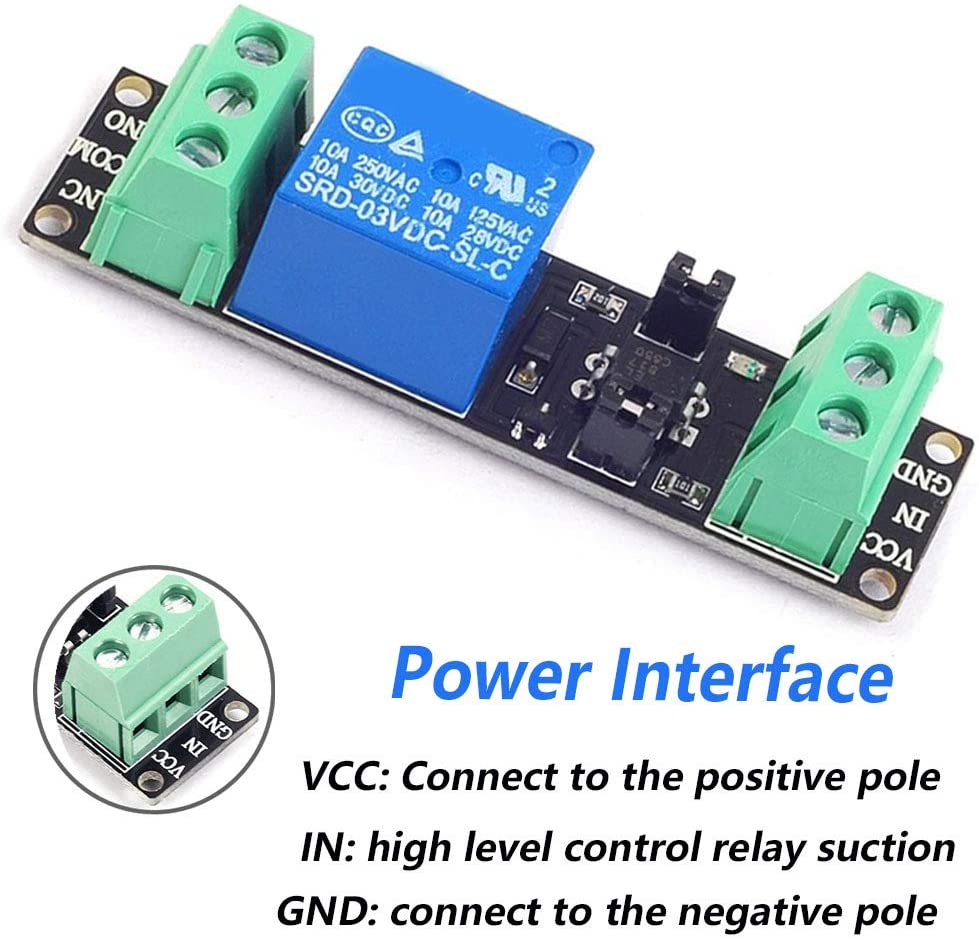 NO
COM
NC
CQC
C RU US 2
10A 250VAC 10A 125VAC
10A 30VDC 10A 28VDC
SRD-03VDC-SL-C
GND
IN
VCC
GND
IN
VCC
Power Interface
VCC: Connect to the positive pole
IN: high level control relay suction
GND: connect to the negative pole